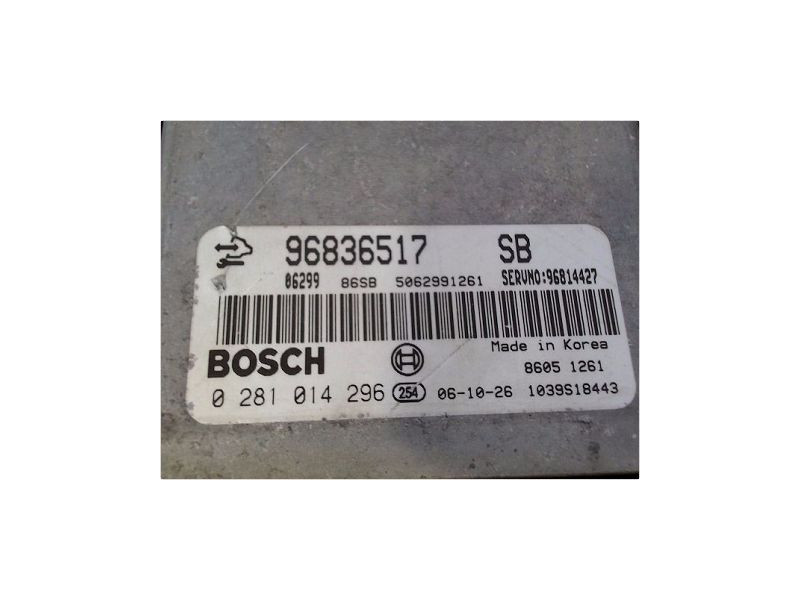 96836517 SB
06299 86SB 5062991261 SERVNO:96814427
Made in Korea
BOSCH 8605 1261
0 281 014 296 254 06-10-26 1039S18443